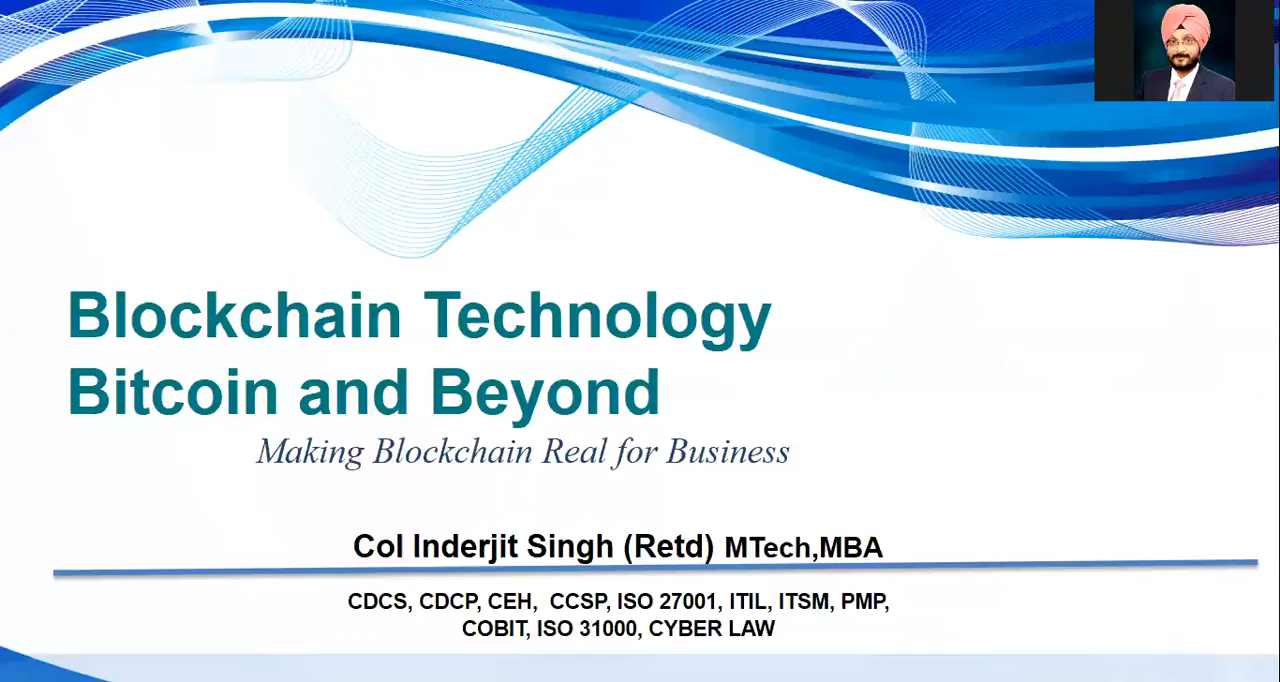 Blockchain Technology
Bitcoin and Beyond
Making Blockchain Real for Business
Col Inderjit Singh (Retd) MTech,MBA
CDCS, CDCP, CEH, CCSP, ISO 27001, ITIL, ITSM, PMP,
COBIT, ISO 31000, CYBER LAW